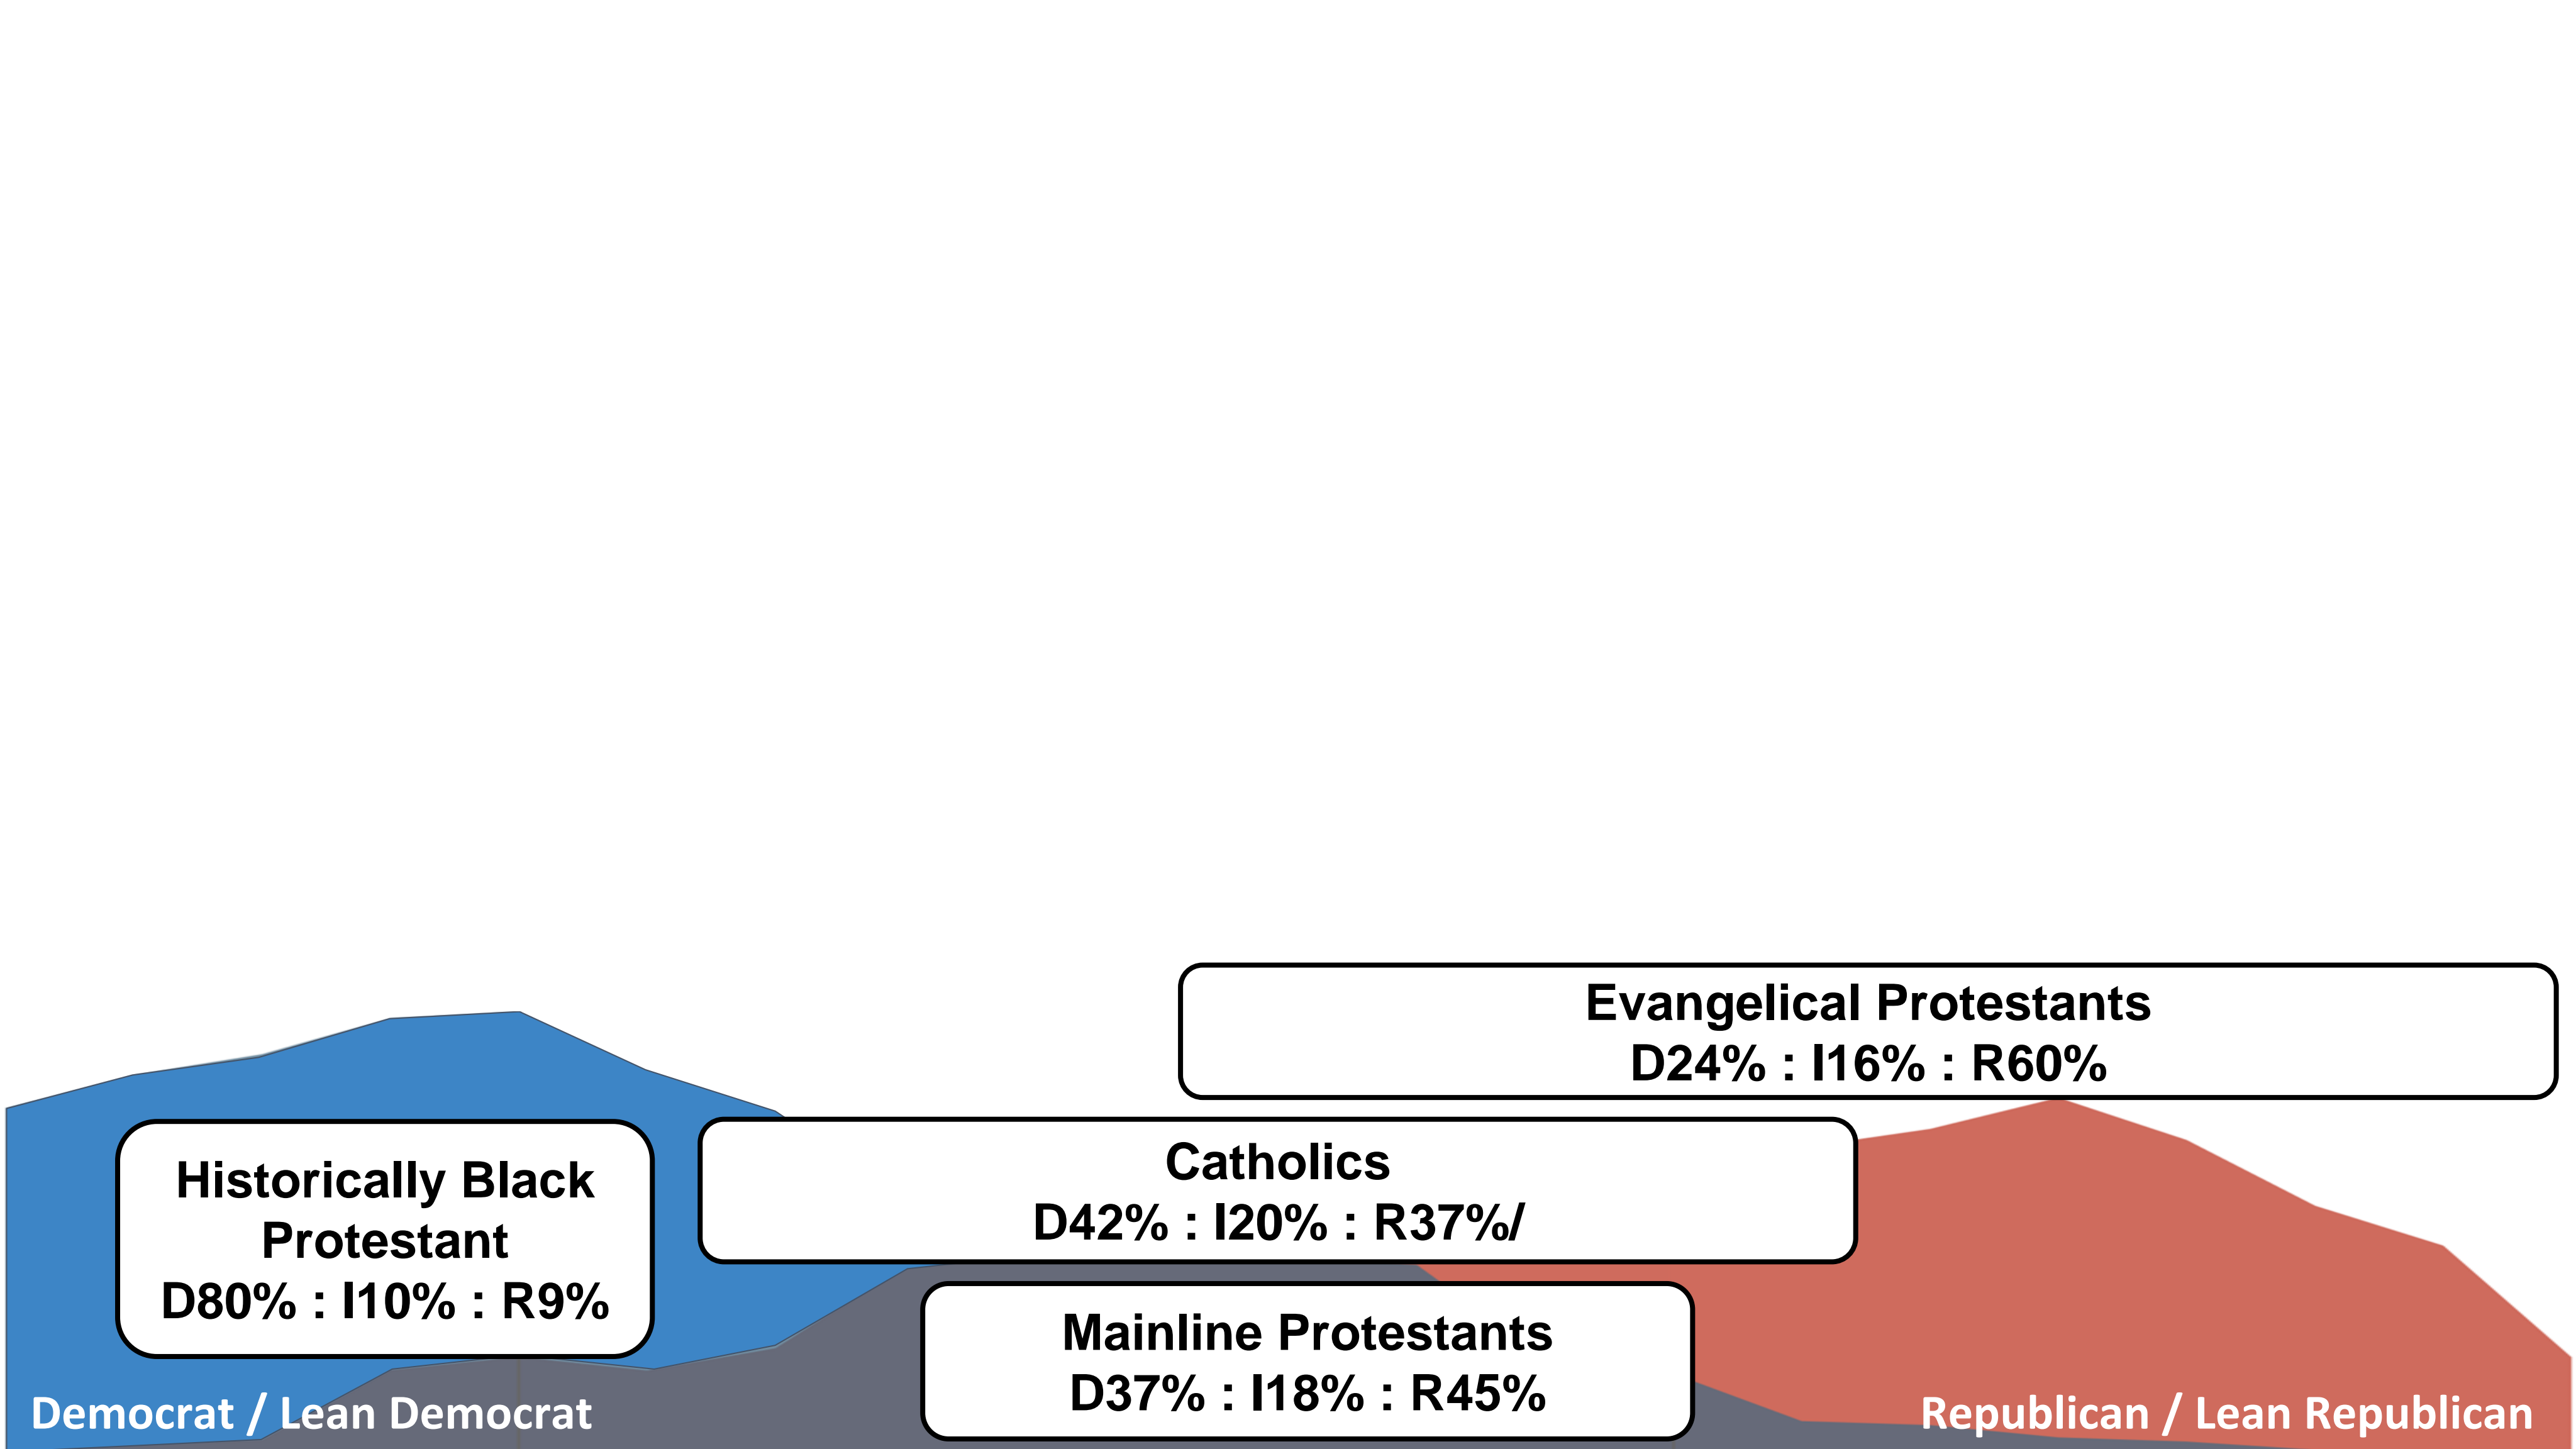 Evangelical Protestants
D24% : I16% : R60%
Historically Black
Protestant
D80% : I10% : R9%
Catholics
D42% : I20% : R37%/
Mainline Protestants
D37% : I18% : R45%
Democrat / Lean Democrat
Republican / Lean Republican